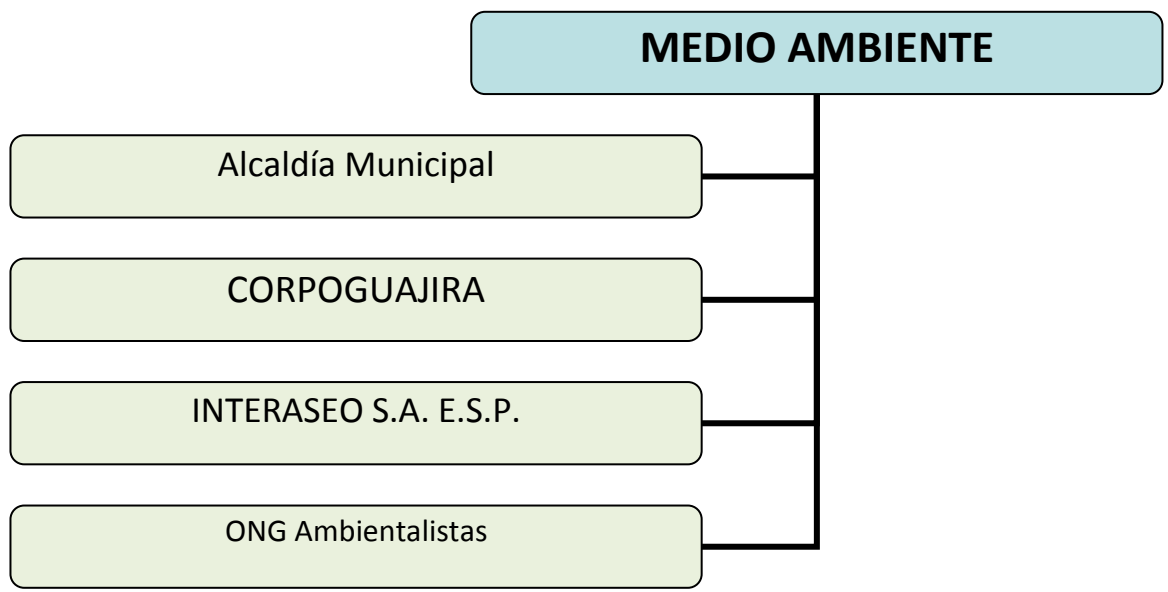 MEDIO AMBIENTE
Alcaldía Municipal
CORPOGUAJIRA
INTERASEO S.A. E.S.P.
ONG Ambientalistas